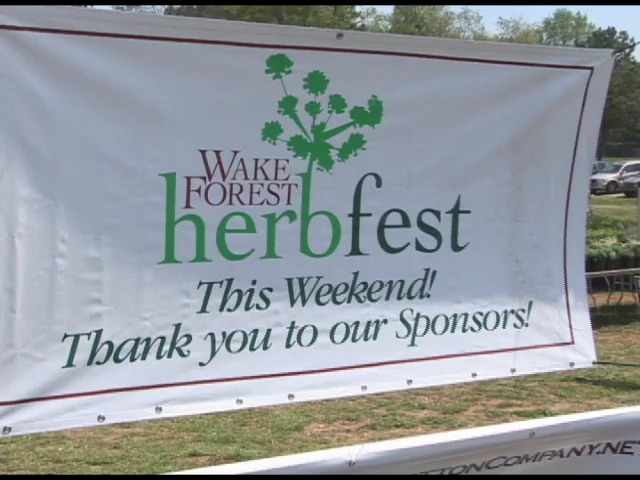 WAKE
FOREST
herbfest
This Weekend!
Thank you to our Sponsors!